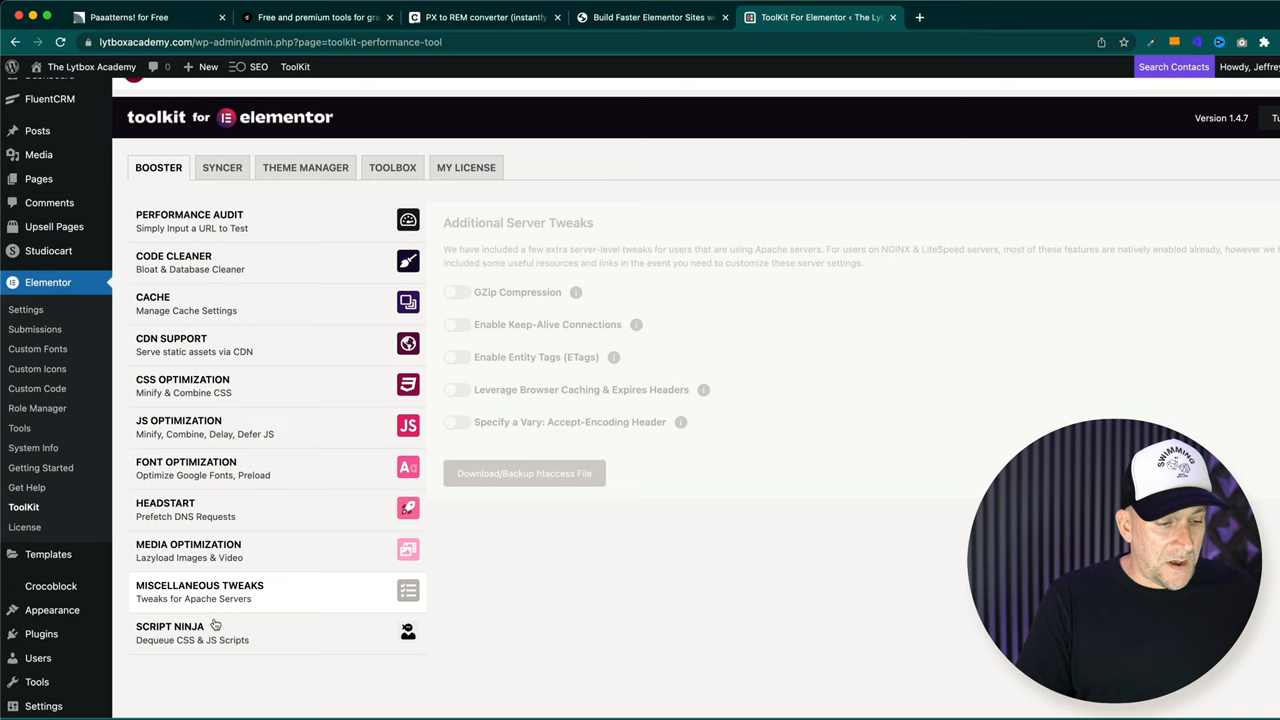 Paaatterns! for Free
Free and premium tools for gra
PX to REM converter (instantly
Build Faster Elementor Sites w
ToolKit For Elementor ‹ The Lyt
lytboxacademy.com/wp-admin/admin.php?page=toolkit-performance-tool
The Lytbox Academy
0
New
SEO
ToolKit
Search Contacts
Howdy, Jeffrey
FluentCRM
Posts
Media
Pages
Comments
Upsell Pages
Studiocart
Elementor
Settings
Submissions
Custom Fonts
Custom Icons
Custom Code
Role Manager
Tools
System Info
Getting Started
Get Help
ToolKit
License
Templates
Crocoblock
Appearance
Plugins
Users
Tools
Settings
toolkit for elementor
Version 1.4.7
BOOSTER
SYNCER
THEME MANAGER
TOOLBOX
MY LICENSE
PERFORMANCE AUDIT
Simply Input a URL to Test
CODE CLEANER
Bloat & Database Cleaner
CACHE
Manage Cache Settings
CDN SUPPORT
Serve static assets via CDN
CSS OPTIMIZATION
Minify & Combine CSS
JS OPTIMIZATION
Minify, Combine, Delay, Defer JS
JS
FONT OPTIMIZATION
Optimize Google Fonts, Preload
Aa
HEADSTART
Prefetch DNS Requests
MEDIA OPTIMIZATION
Lazyload Images & Video
MISCELLANEOUS TWEAKS
Tweaks for Apache Servers
SCRIPT NINJA
Dequeue CSS & JS Scripts
Additional Server Tweaks
We have included a few extra server-level tweaks for users that are using Apache servers. For users on NGINX & LiteSpeed servers, most of these features are natively enabled already, however we
included some useful resources and links in the event you need to customize these server settings.
GZip Compression
Enable Keep-Alive Connections
Enable Entity Tags (ETags)
Leverage Browser Caching & Expires Headers
Specify a Vary: Accept-Encoding Header
Download/Backup htaccess File
SWIMMING